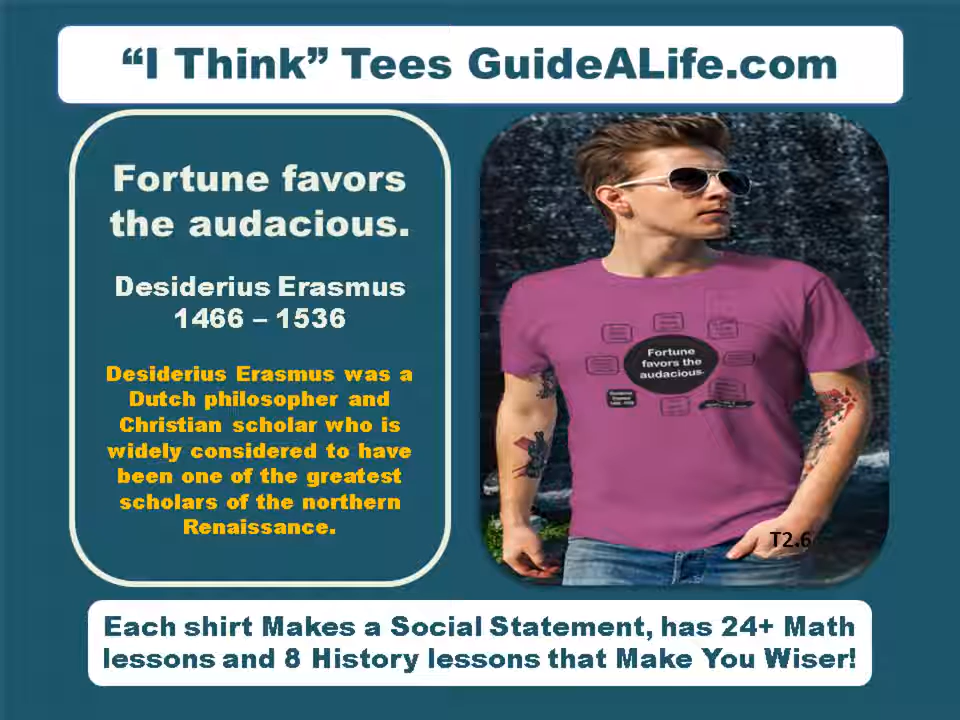 “I Think” Tees GuideALife.com
Fortune favors
the audacious.
Desiderius Erasmus
1466 – 1536
Desiderius Erasmus was a
Dutch philosopher and
Christian scholar who is
widely considered to have
been one of the greatest
scholars of the northern
Renaissance.
Fortune
favors the
audacious.
T2.6
Each shirt Makes a Social Statement, has 24+ Math
lessons and 8 History lessons that Make You Wiser!